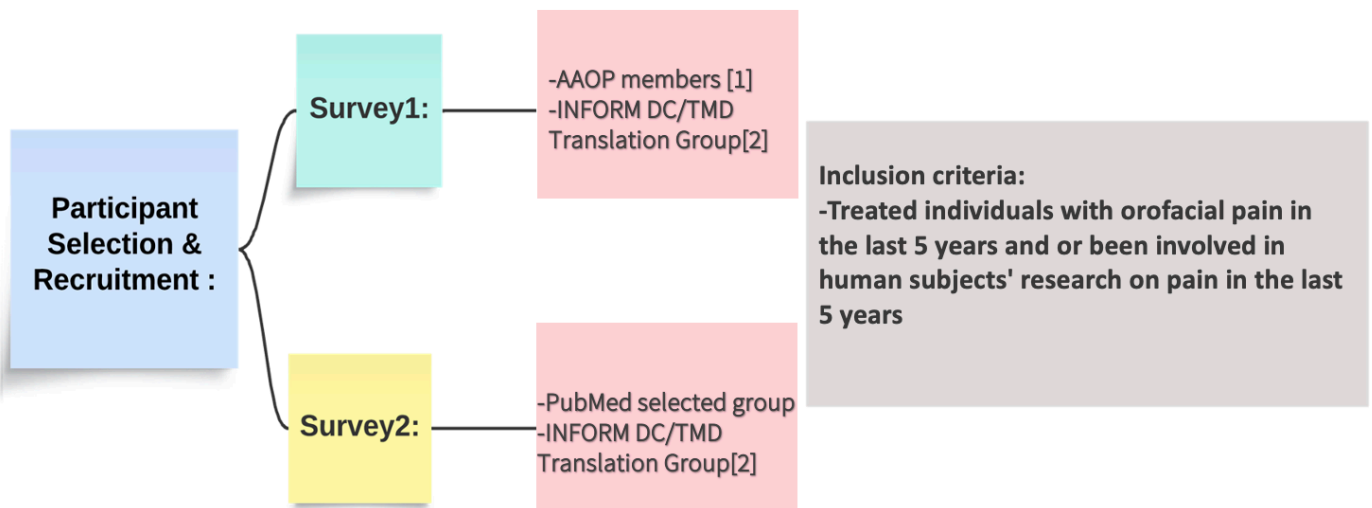 Participant
Selection &
Recruitment :
Survey1:
-AAOP members [1]
-INFORM DC/TMD
Translation Group[2]
Survey2:
-PubMed selected group
-INFORM DC/TMD
Translation Group[2]
Inclusion criteria:
-Treated individuals with orofacial pain in
the last 5 years and or been involved in
human subjects' research on pain in the last
5 years